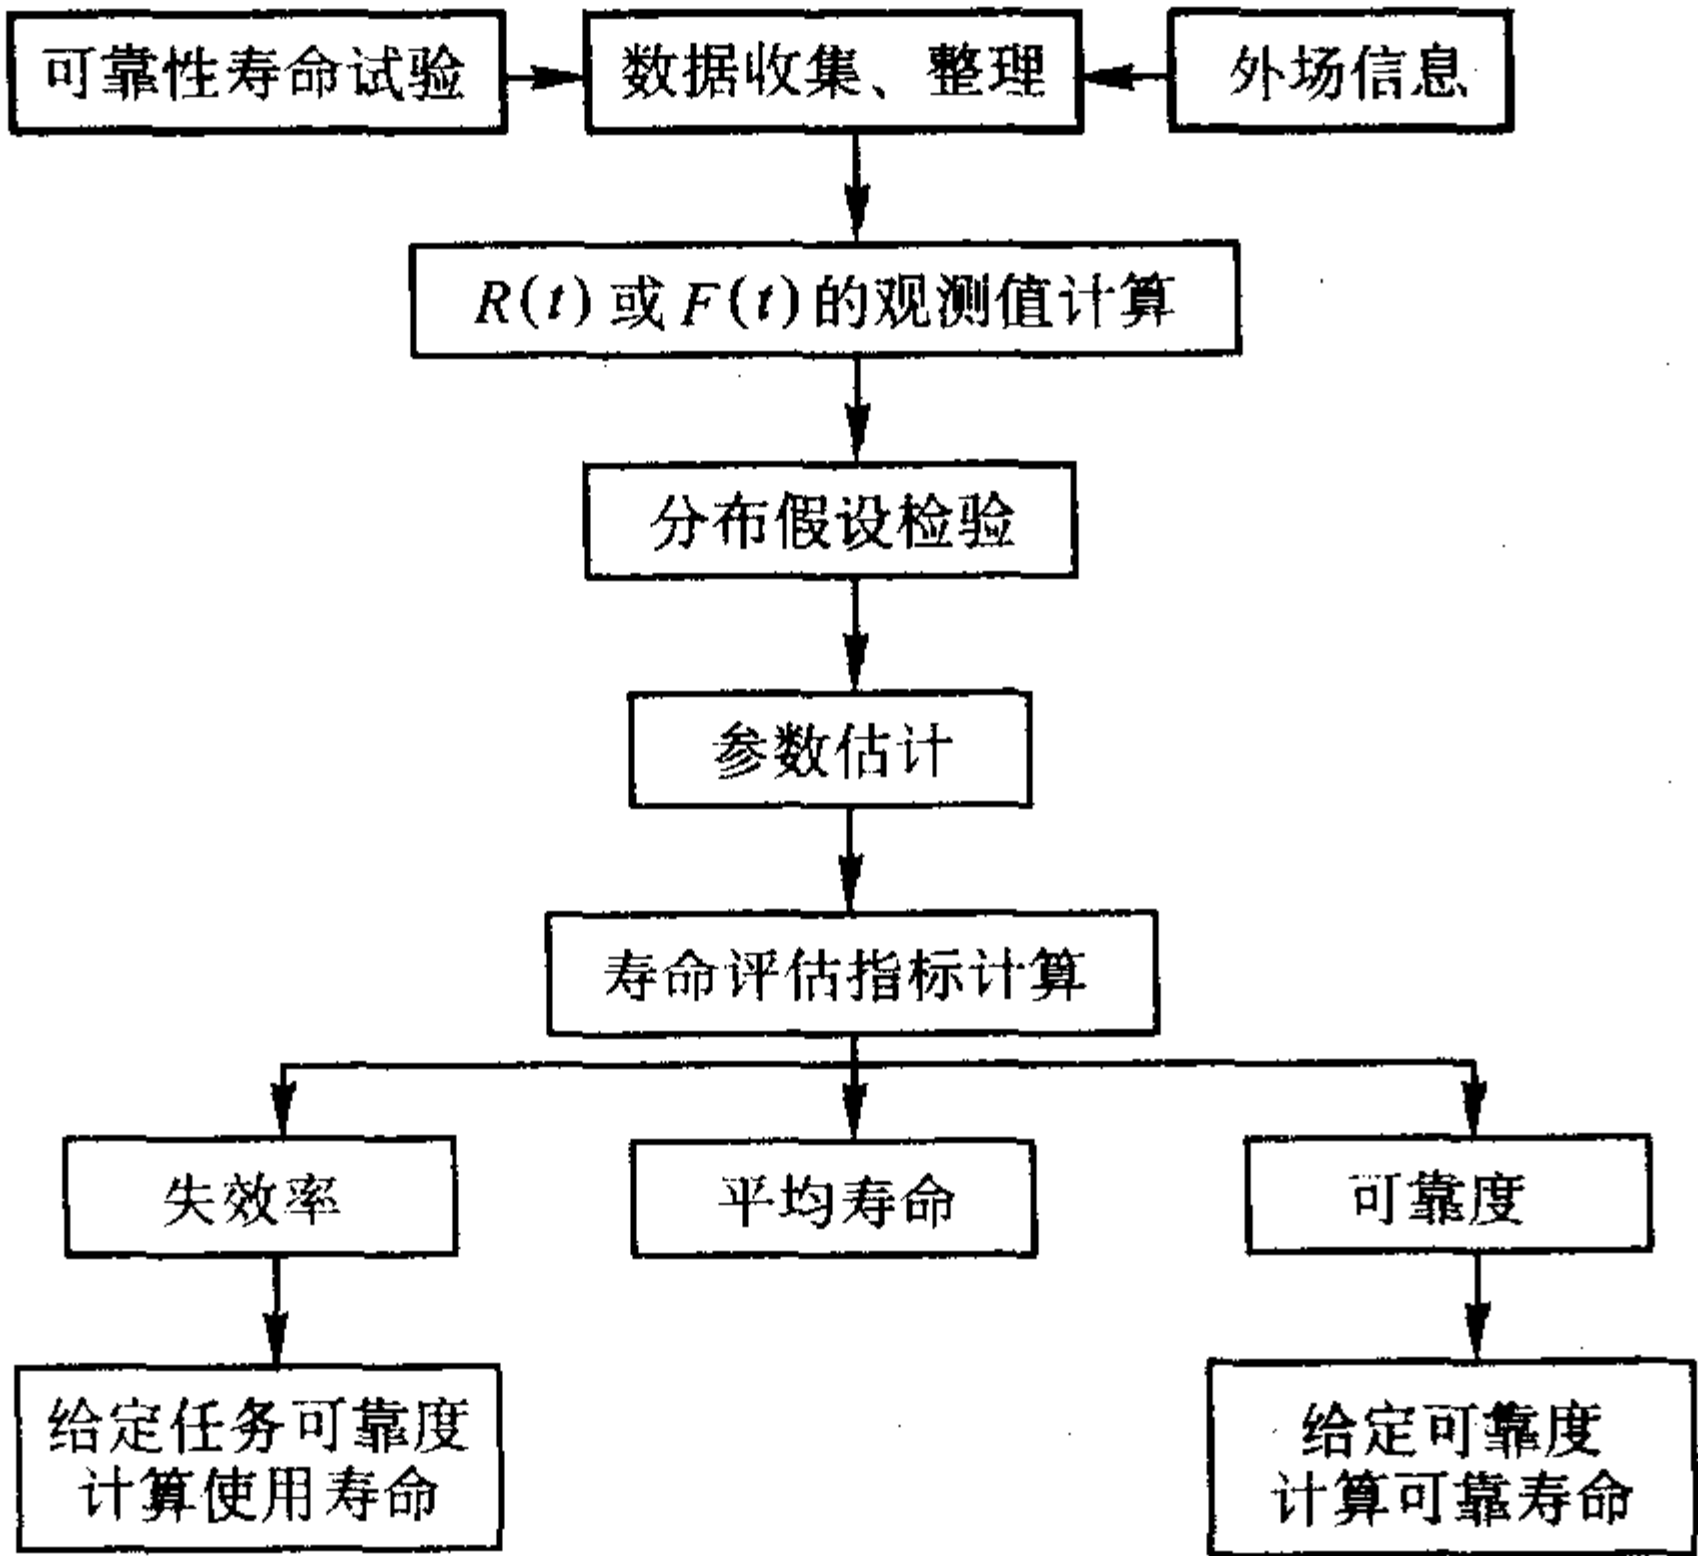 可靠性寿命试验
数据收集、整理
外场信息
R(t)或F(t)的观测值计算
分布假设检验
参数估计
寿命评估指标计算
失效率
平均寿命
可靠度
给定任务可靠度
计算使用寿命
给定可靠度
计算可靠寿命